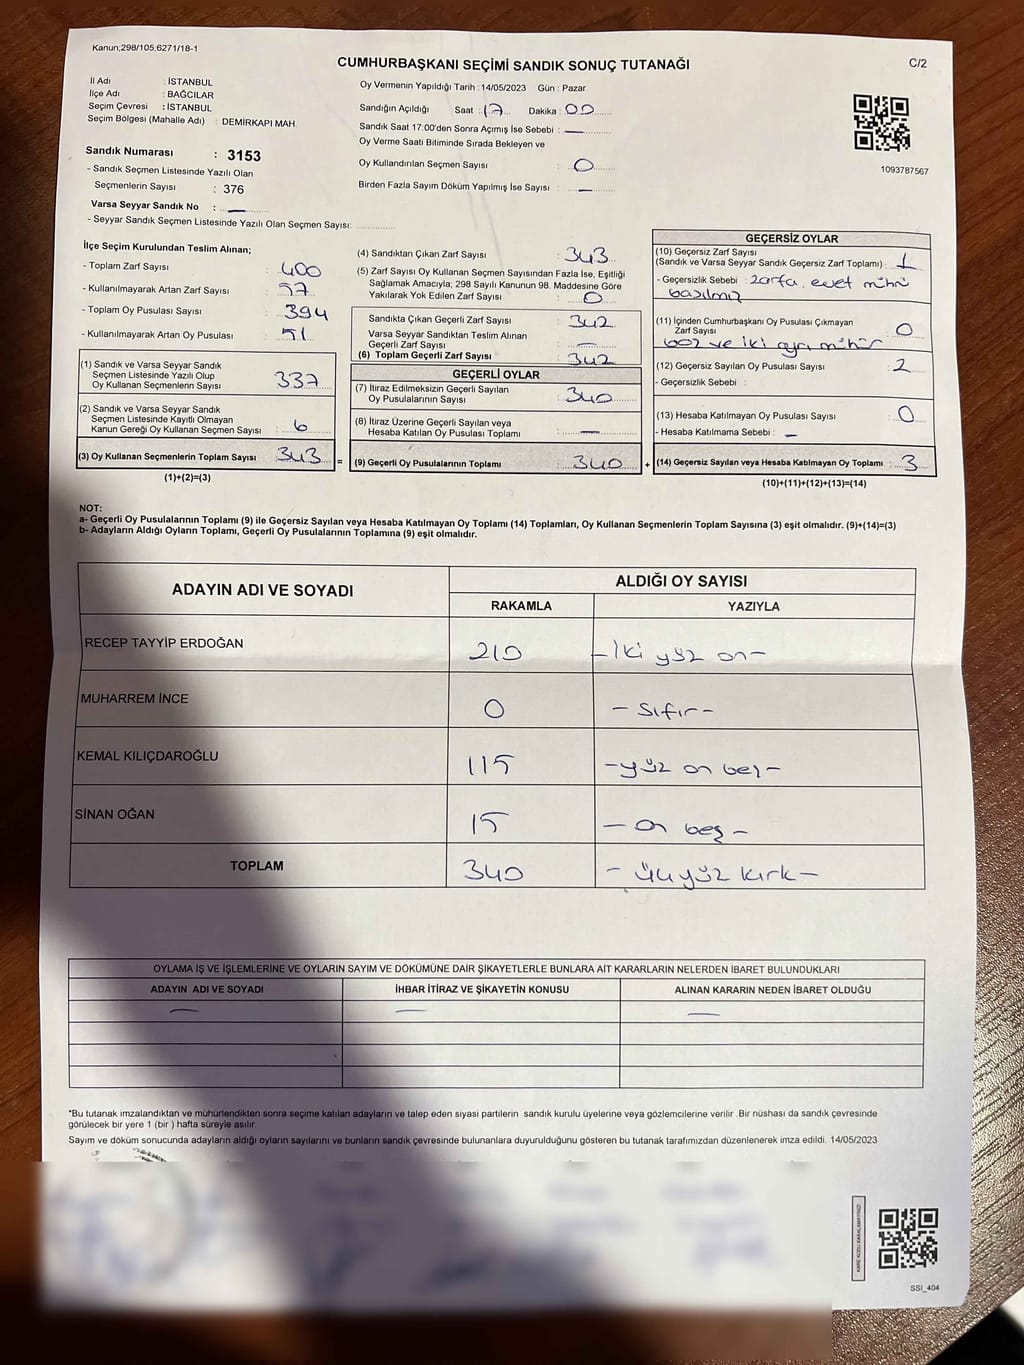 Kanun;298/105;6271/18-1
CUMHURBAŞKANI SEÇİMİ SANDIK SONUÇ TUTANAĞI
C/2
İl Adı : İSTANBUL
İlçe Adı : BAĞCILAR
Seçim Çevresi : İSTANBUL
Seçim Bölgesi (Mahalle Adı) : DEMİRKAPI MAH.
Sandık Numarası : 3153
- Sandık Seçmen Listesinde Yazılı Olan
Seçmenlerin Sayısı : 376
Varsa Seyyar Sandık No : —
- Seyyar Sandık Seçmen Listesinde Yazılı Olan Seçmen Sayısı:
Oy Vermenin Yapıldığı Tarih : 14/05/2023 Gün : Pazar
Sandığın Açıldığı Saat : 17 Dakika : 00
Sandık Saat 17:00'den Sonra Açımış İse Sebebi : —
Oy Verme Saati Bitiminde Sırada Bekleyen ve
Oy Kullandırılan Seçmen Sayısı : 0
Birden Fazla Sayım Döküm Yapılmış İse Sayısı : —
1093787567
İlçe Seçim Kurulundan Teslim Alınan;
- Toplam Zarf Sayısı : 400
- Kullanılmayarak Artan Zarf Sayısı : 57
- Toplam Oy Pusulası Sayısı : 394
- Kullanılmayarak Artan Oy Pusulası : 51
(1) Sandık ve Varsa Seyyar Sandık
Seçmen Listesinde Yazılı Olup
Oy Kullanan Seçmenlerin Sayısı : 337
(2) Sandık ve Varsa Seyyar Sandık
Seçmen Listesinde Kayıtlı Olmayan
Kanun Gereği Oy Kullanan Seçmen Sayısı : 6
(3) Oy Kullanan Seçmenlerin Toplam Sayısı : 343 =
(1)+(2)=(3)
(4) Sandıktan Çıkan Zarf Sayısı : 343
(5) Zarf Sayısı Oy Kullanan Seçmen Sayısından Fazla İse, Eşitliği
Sağlamak Amacıyla; 298 Sayılı Kanunun 98. Maddesine Göre
Yakılarak Yok Edilen Zarf Sayısı : 0
Sandıkta Çıkan Geçerli Zarf Sayısı : 342
Varsa Seyyar Sandıktan Teslim Alınan
Geçerli Zarf Sayısı : —
(6) Toplam Geçerli Zarf Sayısı : 342
GEÇERLİ OYLAR
(7) İtiraz Edilmeksizin Geçerli Sayılan
Oy Pusulalarının Sayısı : 340
(8) İtiraz Üzerine Geçerli Sayılan veya
Hesaba Katılan Oy Pusulası Toplamı : —
(9) Geçerli Oy Pusulalarının Toplamı : 340 +
GEÇERSİZ OYLAR
(10) Geçersiz Zarf Sayısı
(Sandık ve Varsa Seyyar Sandık Geçersiz Zarf Toplamı) : 1
- Geçersizlik Sebebi : zarfa evet mührü
basılmış
(11) İçinden Cumhurbaşkanı Oy Pusulası Çıkmayan
Zarf Sayısı : 0
boz ve iki ayrı mühür
(12) Geçersiz Sayılan Oy Pusulası Sayısı : 2
- Geçersizlik Sebebi :
(13) Hesaba Katılmayan Oy Pusulası Sayısı : 0
- Hesaba Katılmama Sebebi : —
(14) Geçersiz Sayılan veya Hesaba Katılmayan Oy Toplamı : 3
(10)+(11)+(12)+(13)=(14)
NOT:
a- Geçerli Oy Pusulalarının Toplamı (9) ile Geçersiz Sayılan veya Hesaba Katılmayan Oy Toplamı (14) Toplamları, Oy Kullanan Seçmenlerin Toplam Sayısına (3) eşit olmalıdır. (9)+(14)=(3)
b- Adayların Aldığı Oyların Toplamı, Geçerli Oy Pusulalarının Toplamına (9) eşit olmalıdır.
ADAYIN ADI VE SOYADI ALDIĞI OY SAYISI
RAKAMLA YAZIYLA
RECEP TAYYİP ERDOĞAN 210 – İki yüz on –
MUHARREM İNCE 0 – Sıfır –
KEMAL KILIÇDAROĞLU 115 – yüz on beş –
SİNAN OĞAN 15 – On beş –
TOPLAM 340 – Üçyüz kırk –
OYLAMA İŞ VE İŞLEMLERİNE VE OYLARIN SAYIM VE DÖKÜMÜNE DAİR ŞİKAYETLERLE BUNLARA AİT KARARLARIN NELERDEN İBARET BULUNDUKLARI
ADAYIN ADI VE SOYADI İHBAR İTİRAZ VE ŞİKAYETİN KONUSU ALINAN KARARIN NEDEN İBARET OLDUĞU
— — —
*Bu tutanak imzalandıktan ve mühürlendikten sonra seçime katılan adayların ve talep eden siyasi partilerin sandık kurulu üyelerine veya gözlemcilerine verilir .Bir nüshası da sandık çevresinde
görülecek bir yere 1 (bir ) hafta süreyle asılır.
Sayım ve döküm sonucunda adayların aldığı oyların sayılarını ve bunların sandık çevresinde bulunanlara duyurulduğunu gösteren bu tutanak tarafımızdan düzenlenerek imza edildi. 14/05/2023
KARE KODU KARALAMAYINIZ!
SSI_404